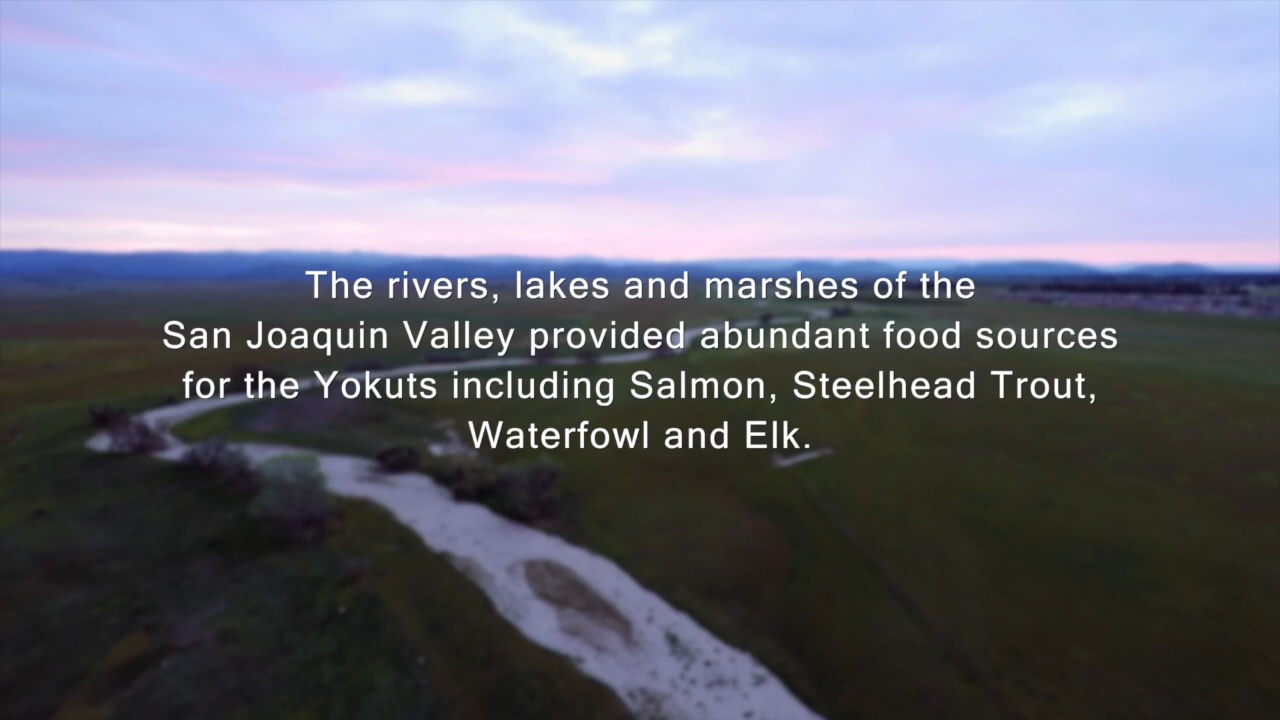 The rivers, lakes and marshes of the
San Joaquin Valley provided abundant food sources
for the Yokuts including Salmon, Steelhead Trout,
Waterfowl and Elk.